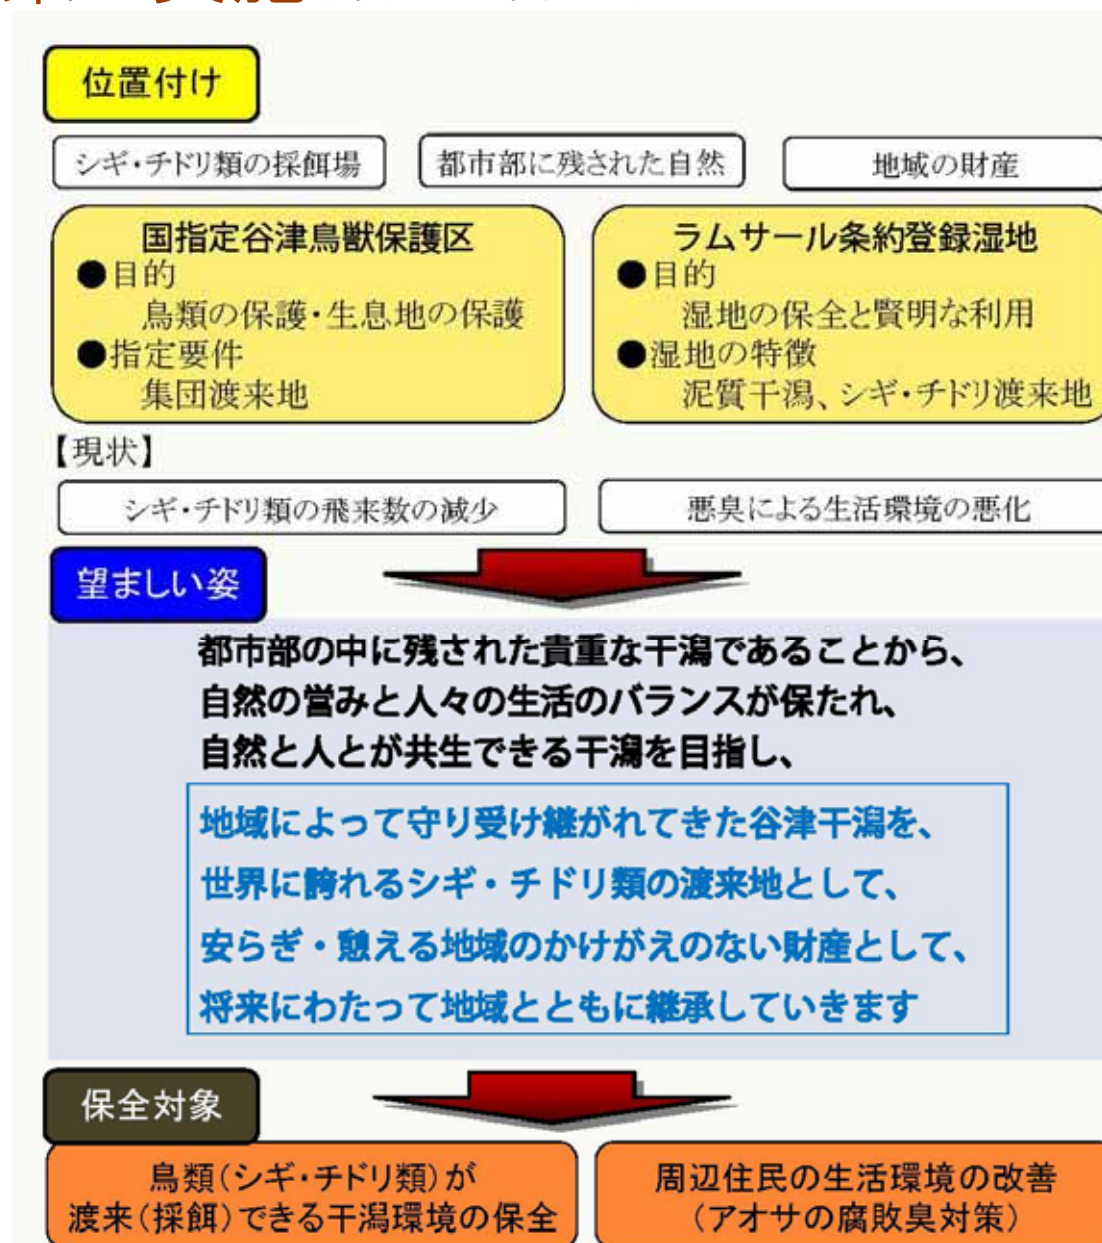 位置付け
シギ・チドリ類の採餌場
都市部に残された自然
地域の財産
国指定谷津鳥獣保護区
●目的
鳥類の保護・生息地の保護
●指定要件
集団渡来地
ラムサール条約登録湿地
●目的
湿地の保全と賢明な利用
●湿地の特徴
泥質干潟、シギ・チドリ渡来地
【現状】
シギ・チドリ類の飛来数の減少
悪臭による生活環境の悪化
望ましい姿
都市部の中に残された貴重な干潟であることから、
自然の営みと人々の生活のバランスが保たれ、
自然と人とが共生できる干潟を目指し、
地域によって守り受け継がれてきた谷津干潟を、
世界に誇れるシギ・チドリ類の渡来地として、
安らぎ・憩える地域のかけがえのない財産として、
将来にわたって地域とともに継承していきます
保全対象
鳥類(シギ・チドリ類)が
渡来(採餌)できる干潟環境の保全
周辺住民の生活環境の改善
(アオサの腐敗臭対策)